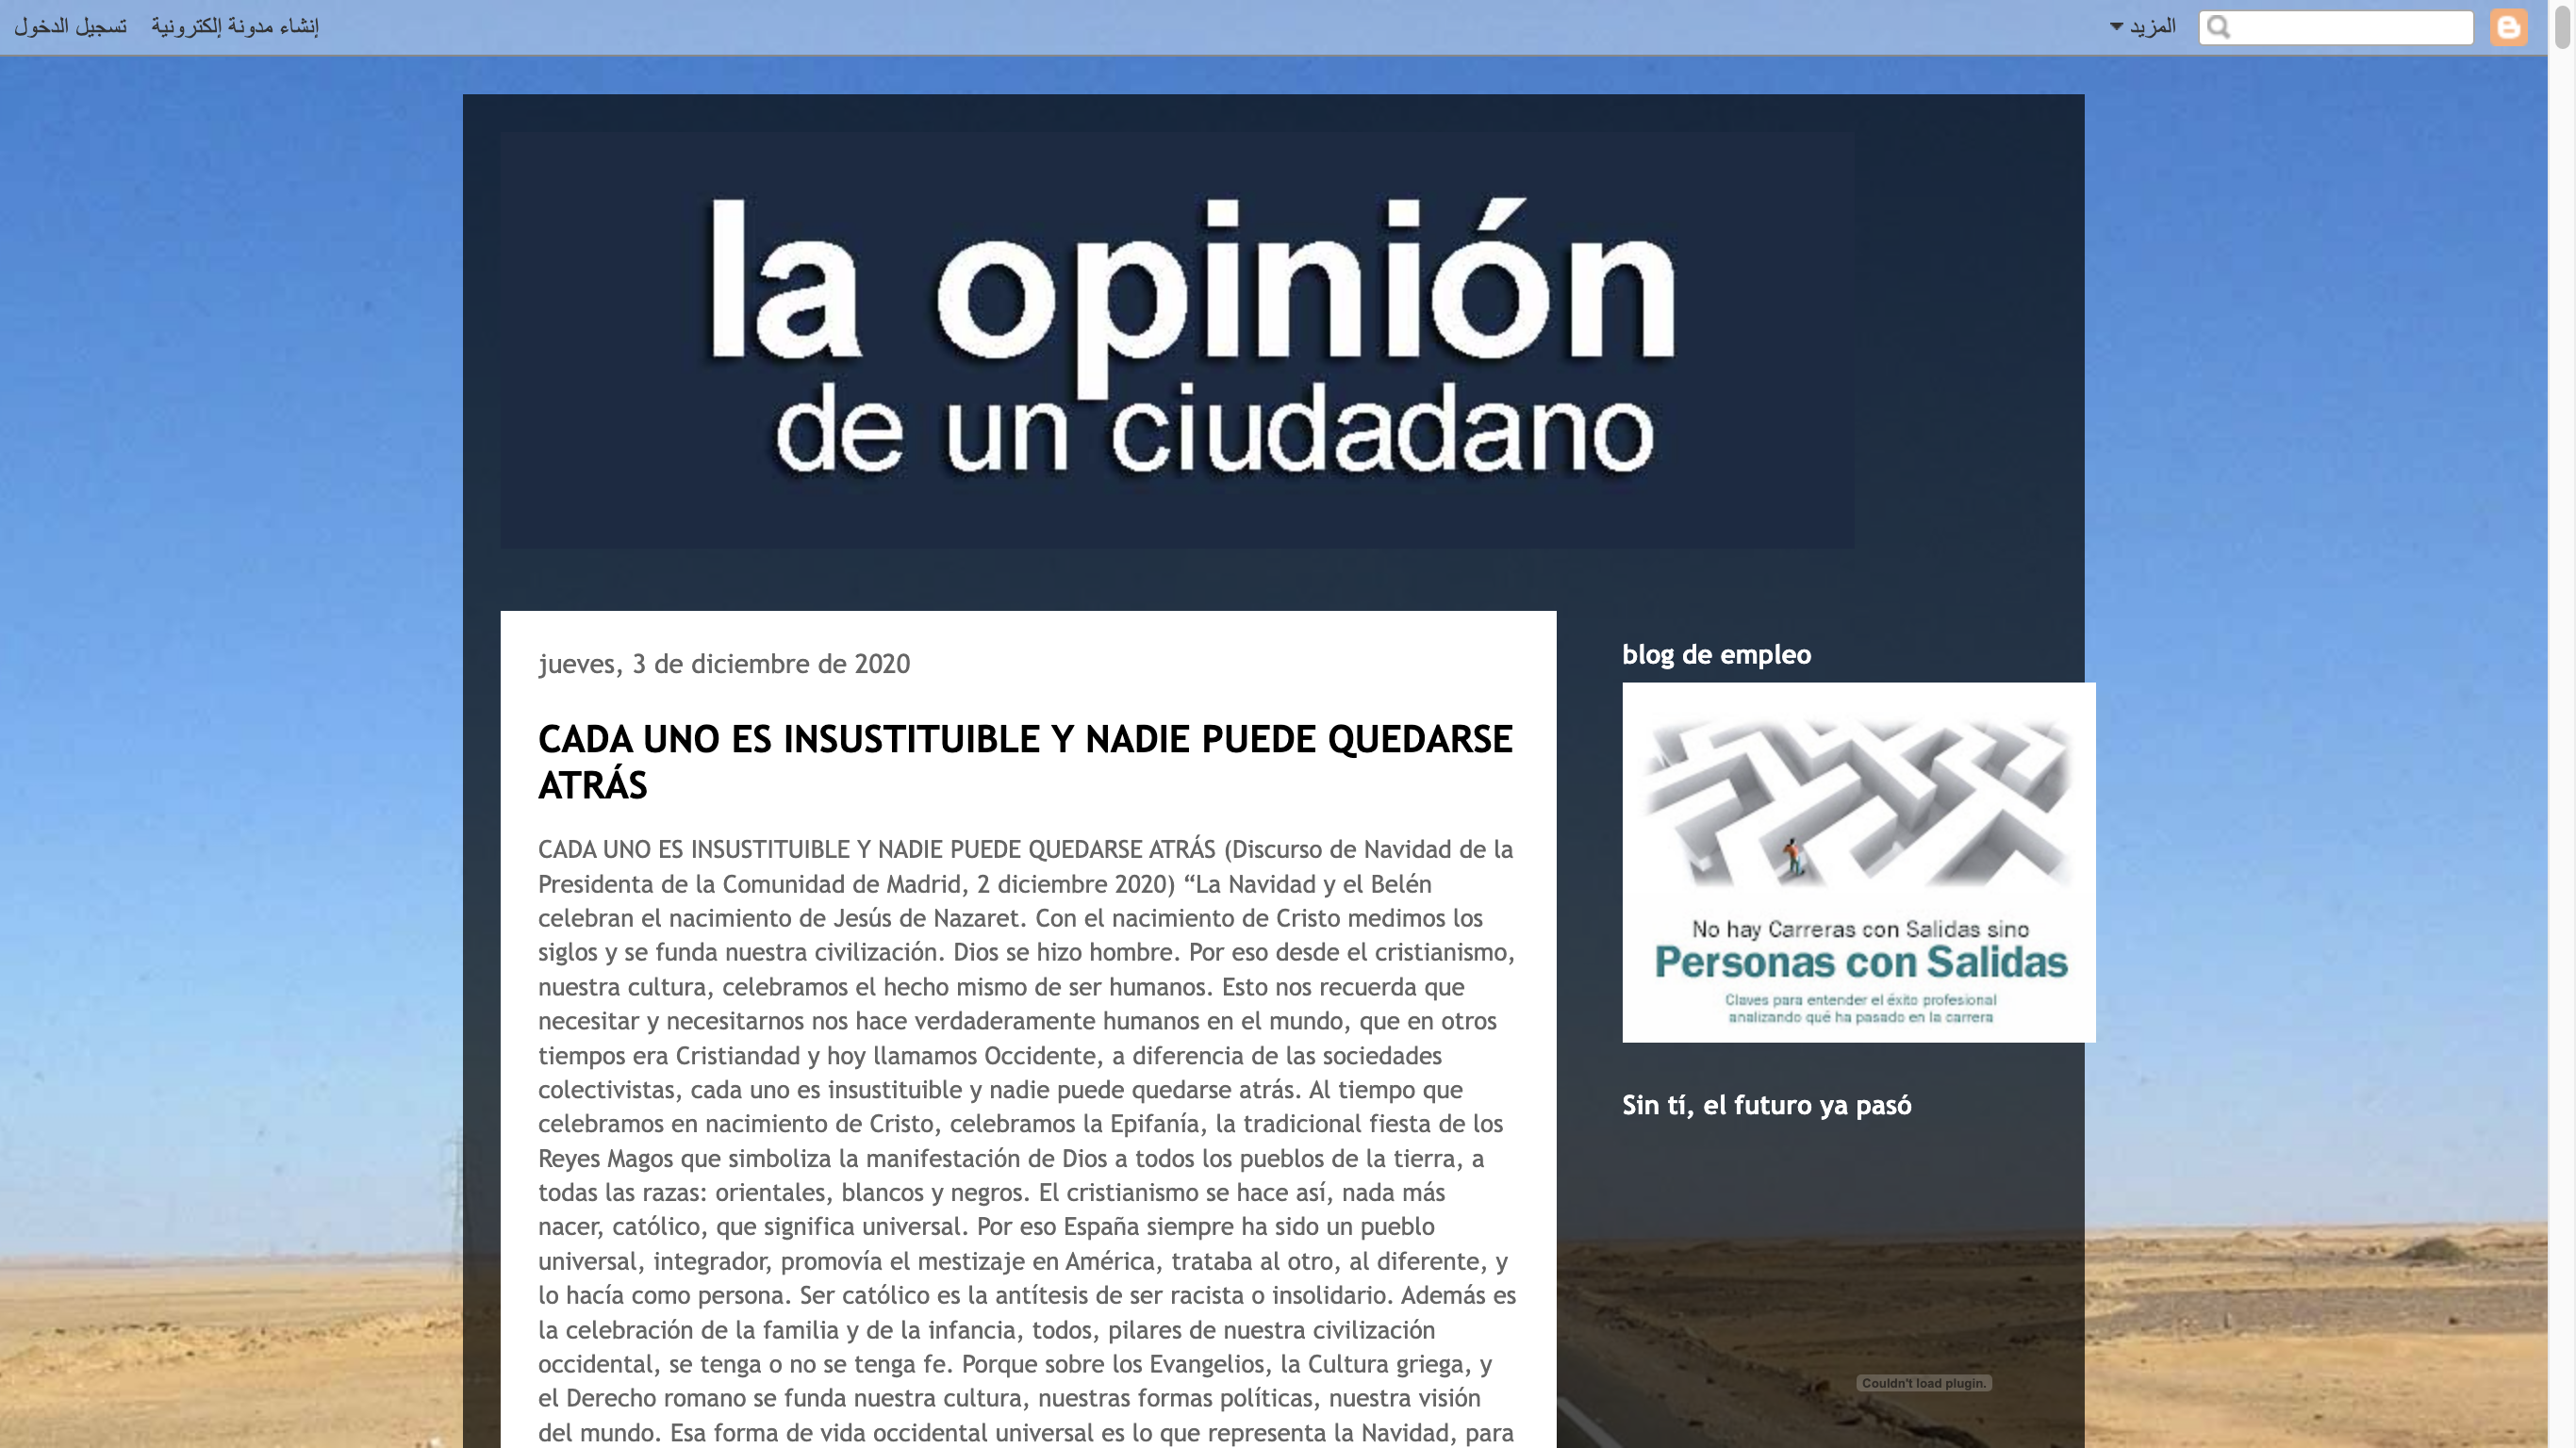 تسجيل الدخول
إنشاء مدونة إلكترونية
المزيد
la opinión
de un ciudadano
jueves, 3 de diciembre de 2020
CADA UNO ES INSUSTITUIBLE Y NADIE PUEDE QUEDARSE
ATRÁS
CADA UNO ES INSUSTITUIBLE Y NADIE PUEDE QUEDARSE ATRÁS (Discurso de Navidad de la
Presidenta de la Comunidad de Madrid, 2 diciembre 2020) “La Navidad y el Belén
celebran el nacimiento de Jesús de Nazaret. Con el nacimiento de Cristo medimos los
siglos y se funda nuestra civilización. Dios se hizo hombre. Por eso desde el cristianismo,
nuestra cultura, celebramos el hecho mismo de ser humanos. Esto nos recuerda que
necesitar y necesitarnos nos hace verdaderamente humanos en el mundo, que en otros
tiempos era Cristiandad y hoy llamamos Occidente, a diferencia de las sociedades
colectivistas, cada uno es insustituible y nadie puede quedarse atrás. Al tiempo que
celebramos en nacimiento de Cristo, celebramos la Epifanía, la tradicional fiesta de los
Reyes Magos que simboliza la manifestación de Dios a todos los pueblos de la tierra, a
todas las razas: orientales, blancos y negros. El cristianismo se hace así, nada más
nacer, católico, que significa universal. Por eso España siempre ha sido un pueblo
universal, integrador, promovía el mestizaje en América, trataba al otro, al diferente, y
lo hacía como persona. Ser católico es la antítesis de ser racista o insolidario. Además es
la celebración de la familia y de la infancia, todos, pilares de nuestra civilización
occidental, se tenga o no se tenga fe. Porque sobre los Evangelios, la Cultura griega, y
el Derecho romano se funda nuestra cultura, nuestras formas políticas, nuestra visión
del mundo. Esa forma de vida occidental universal es lo que representa la Navidad, para
blog de empleo
No hay Carreras con Salidas sino
Personas con Salidas
Claves para entender el éxito profesional
analizando qué ha pasado en la carrera
Sin tí, el futuro ya pasó
Couldn't load plugin.